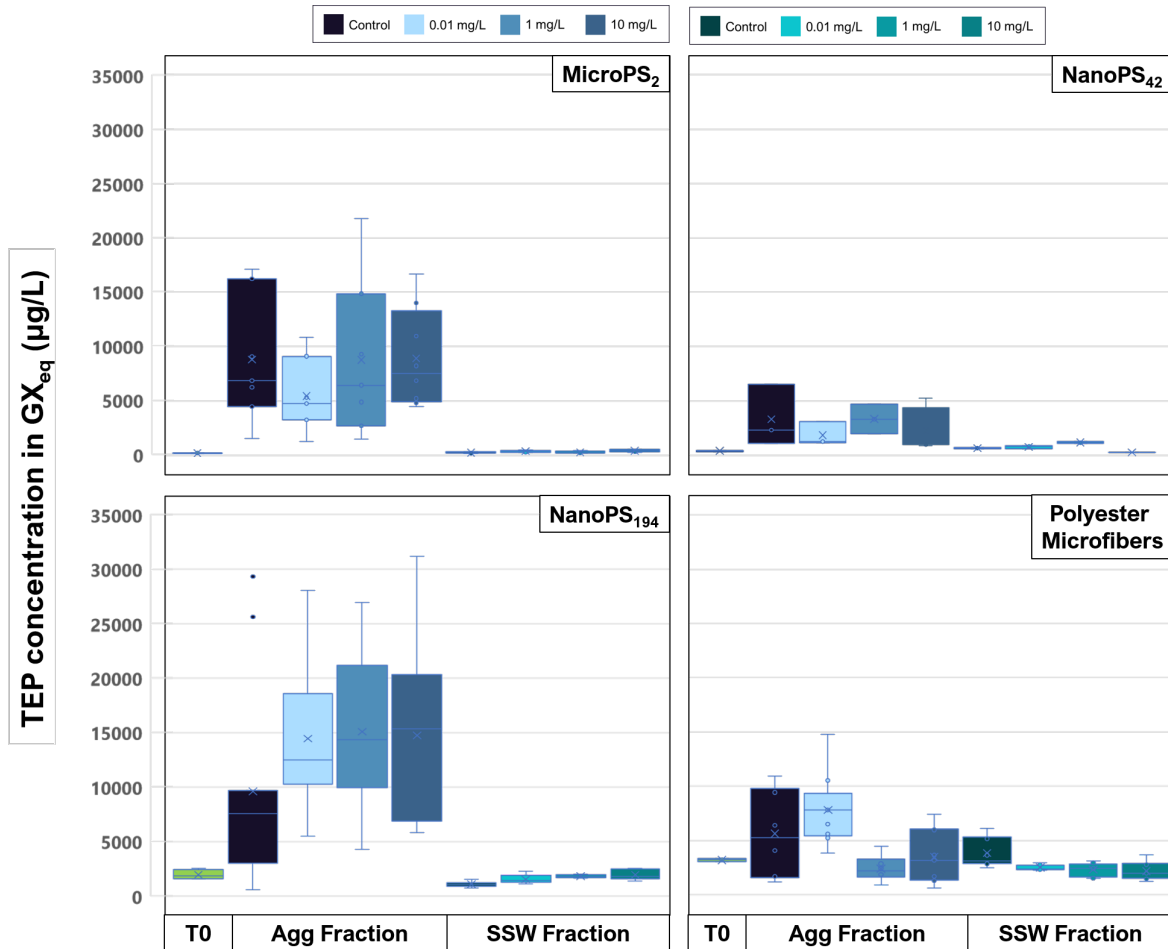 Control 0.01 mg/L 1 mg/L 10 mg/L
Control 0.01 mg/L 1 mg/L 10 mg/L
TEP concentration in GXeq (µg/L)
MicroPS2
35000
30000
25000
20000
15000
10000
5000
0
NanoPS42
NanoPS194
35000
30000
25000
20000
15000
10000
5000
0
Polyester
Microfibers
T0 Agg Fraction SSW Fraction
T0 Agg Fraction SSW Fraction